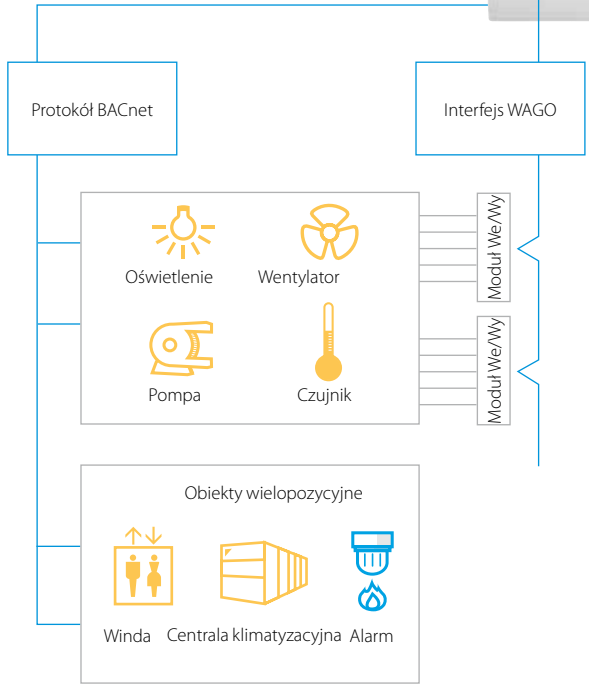 Protokół BACnet
Interfejs WAGO
Oświetlenie
Wentylator
Moduł We/Wy
Pompa
Czujnik
Moduł We/Wy
Obiekty wielopozycyjne
Winda
Centrala klimatyzacyjna
Alarm